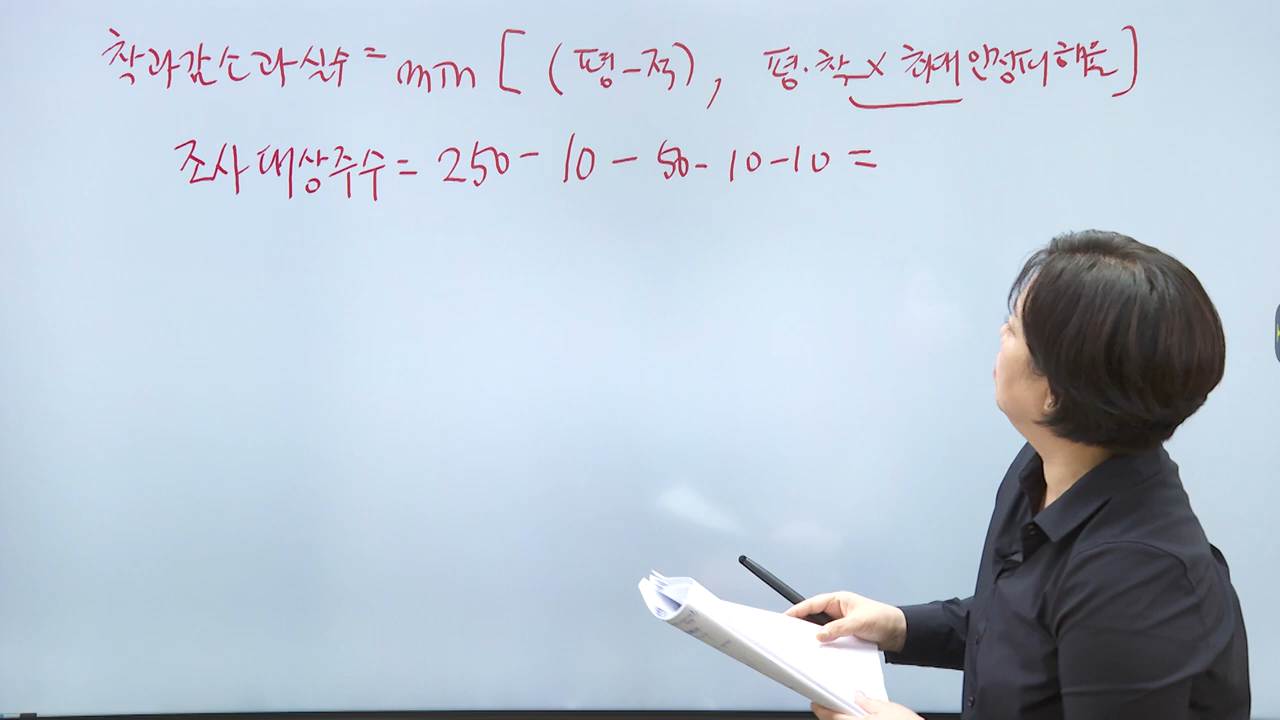 착과감소과실수 = min [ (평-적), 평·착 × 최대인정피해율 ]
조사대상주수 = 250 - 10 - 50 - 10 - 10 =